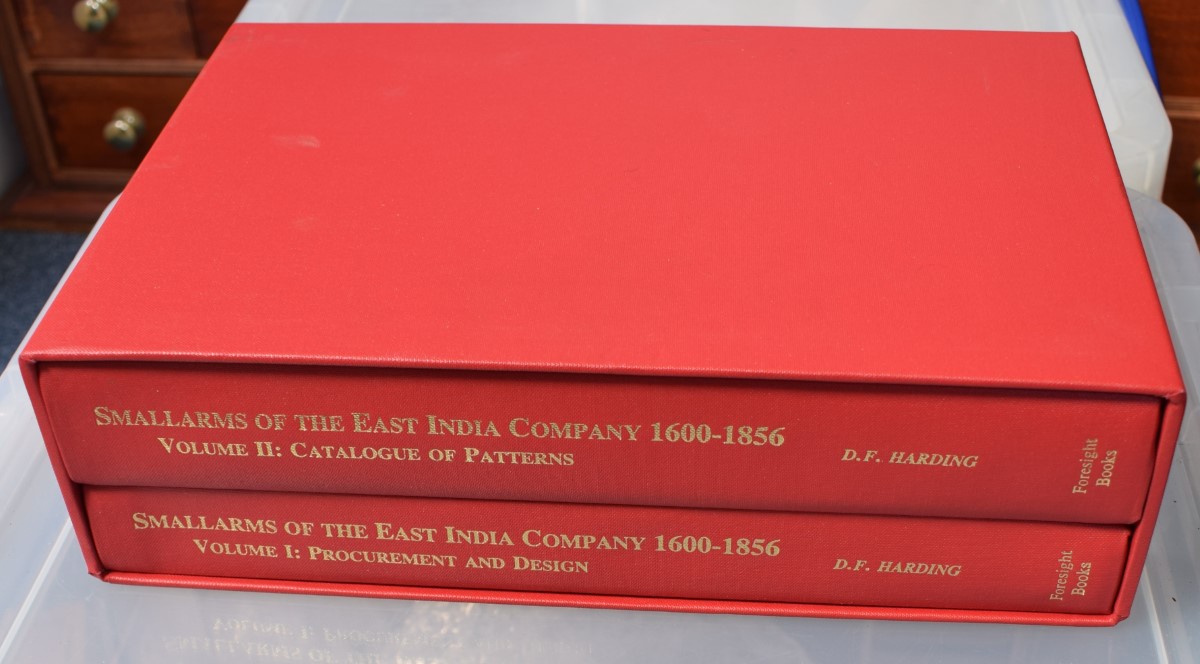 SMALLARMS OF THE EAST INDIA COMPANY 1600-1856
VOLUME II: CATALOGUE OF PATTERNS
D.F. HARDING
Foresight
Books
SMALLARMS OF THE EAST INDIA COMPANY 1600-1856
VOLUME I: PROCUREMENT AND DESIGN
D.F. HARDING
Foresight
Books